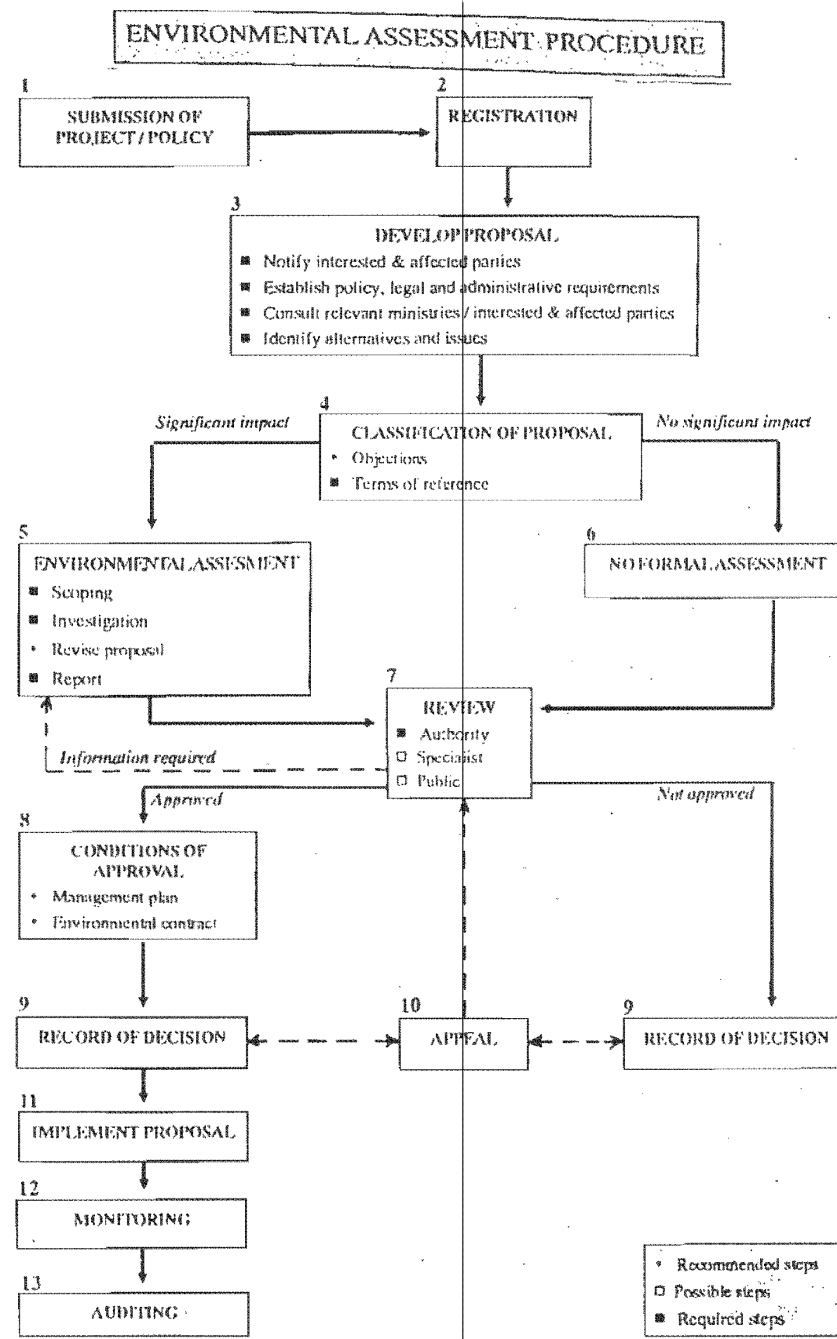 ENVIRONMENTAL ASSESSMENT PROCEDURE
1
SUBMISSION OF
PROJECT / POLICY
2
REGISTRATION
3
DEVELOP PROPOSAL
■ Notify interested & affected parties
■ Establish policy, legal and administrative requirements
■ Consult relevant ministries / interested & affected parties
■ Identify alternatives and issues
4
Significant impact
CLASSIFICATION OF PROPOSAL
• Objections
■ Terms of reference
No significant impact
5
ENVIRONMENTAL ASSESMENT
■ Scoping
■ Investigation
• Revise proposal
■ Report
6
NO FORMAL ASSESSMENT
7
REVIEW
■ Authority
□ Specialist
□ Public
Information required
Approved
Not approved
8
CONDITIONS OF
APPROVAL
• Management plan
• Environmental contract
9
RECORD OF DECISION
10
APPEAL
9
RECORD OF DECISION
11
IMPLEMENT PROPOSAL
12
MONITORING
13
AUDITING
• Recommended steps
□ Possible steps
■ Required steps